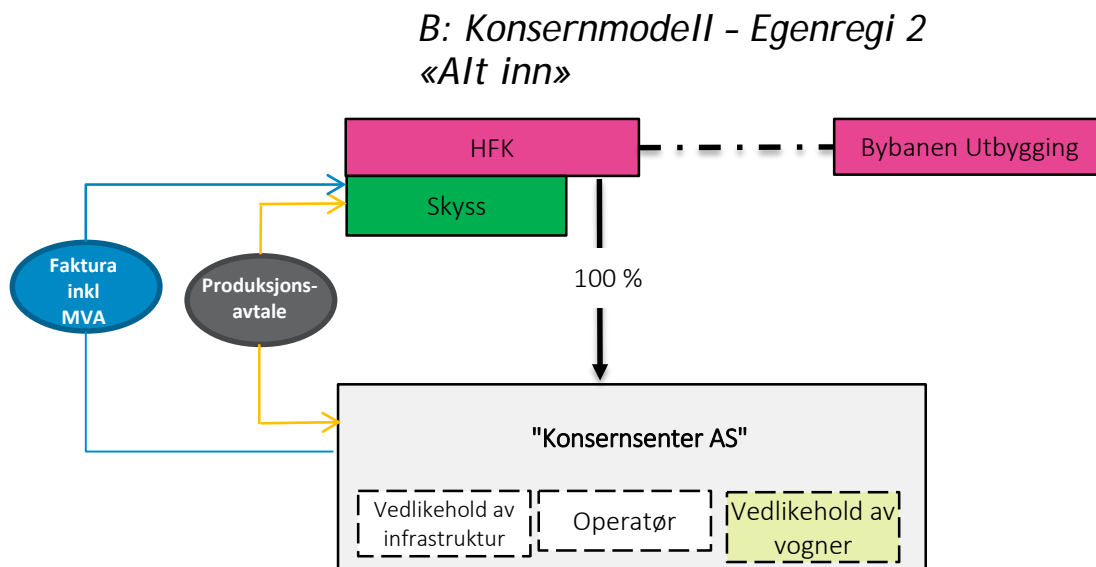 B: Konsernmodell - Egenregi 2
«Alt inn»
HFK
Bybanen Utbygging
Skyss
Faktura
inkl
MVA
Produksjons-
avtale
100 %
"Konsernsenter AS"
Vedlikehold av
infrastruktur
Operatør
Vedlikehold av
vogner